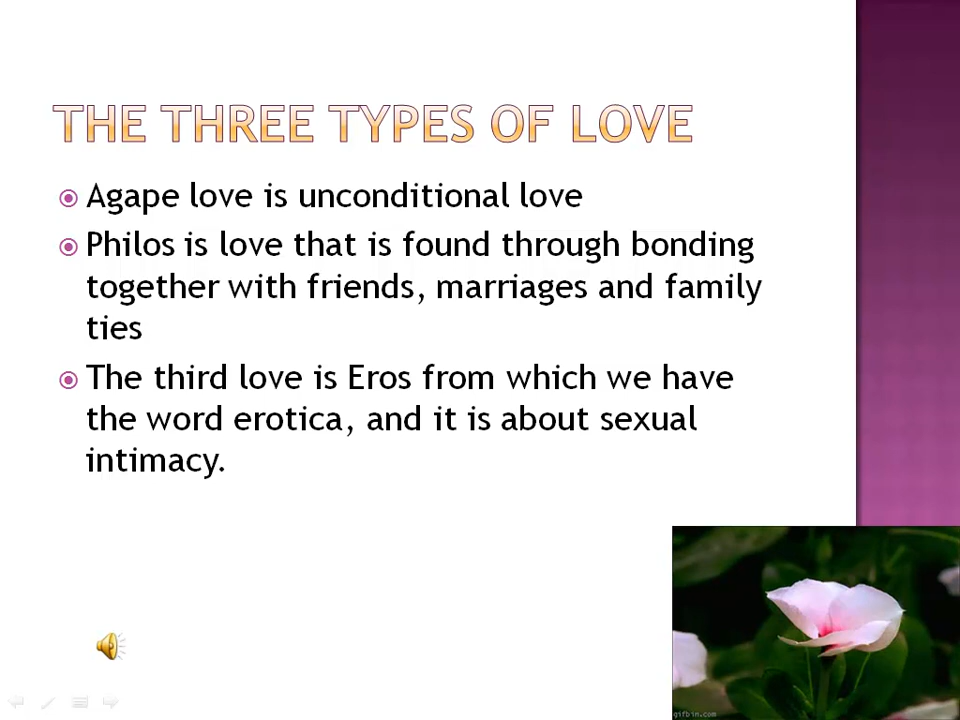 THE THREE TYPES OF LOVE
Agape love is unconditional love
Philos is love that is found through bonding
together with friends, marriages and family
ties
The third love is Eros from which we have
the word erotica, and it is about sexual
intimacy.
gifbin.com